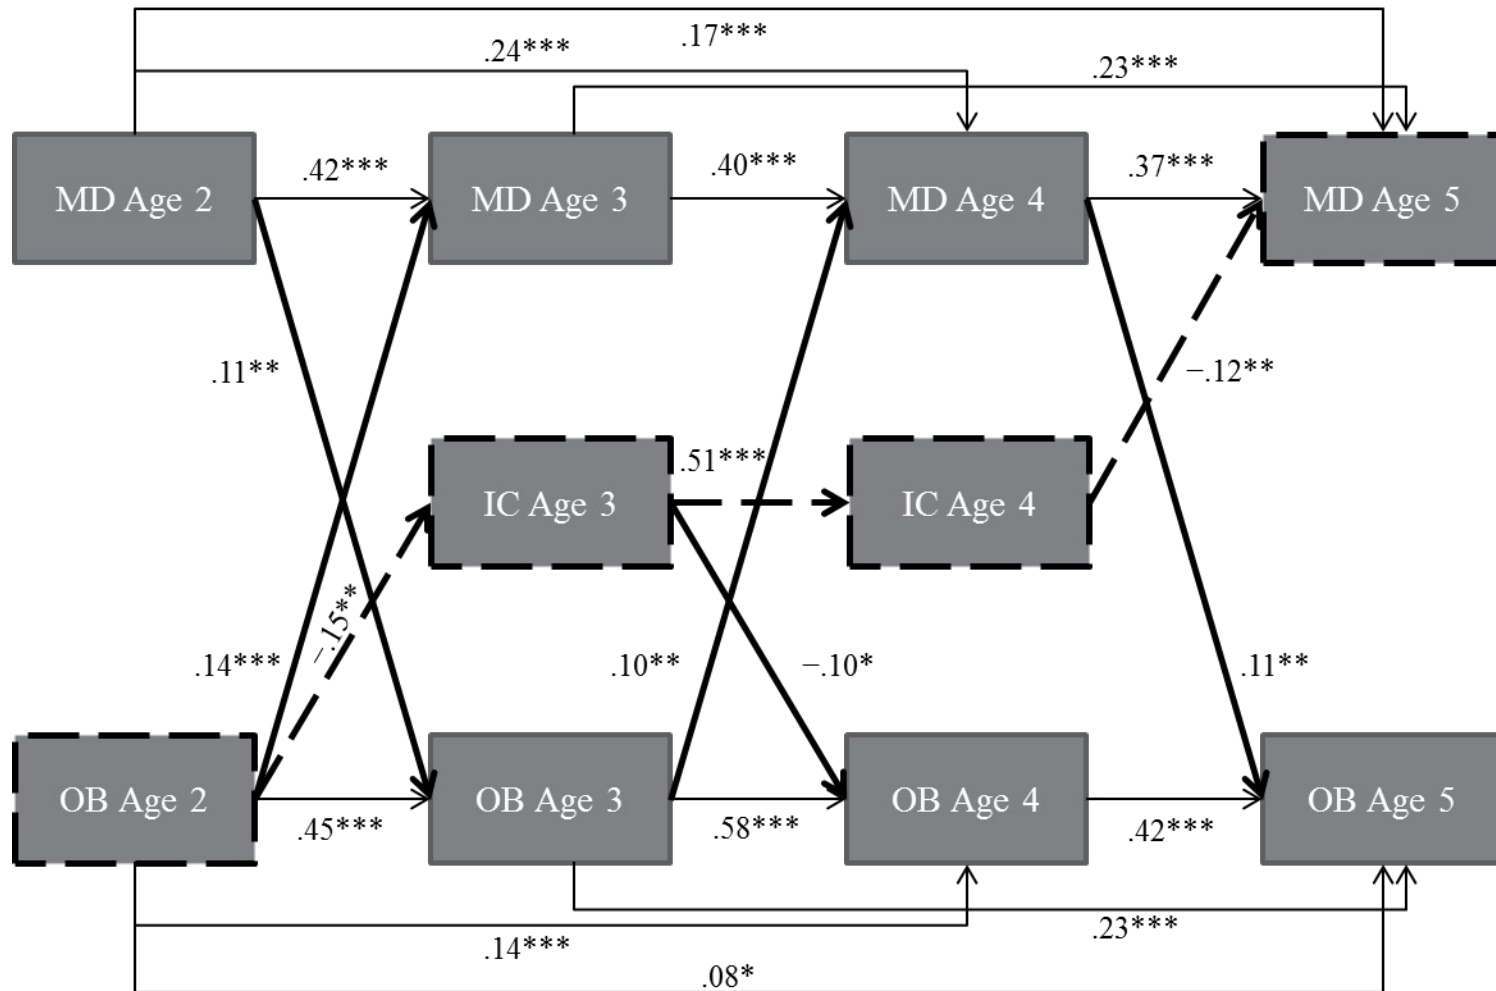 .17***
.24***
.23***
.42***
.40***
.37***
MD Age 2
MD Age 3
MD Age 4
MD Age 5
.11**
−.12**
.51***
IC Age 3
IC Age 4
−.15**
.14***
.10**
−.10*
.11**
OB Age 2
OB Age 3
OB Age 4
OB Age 5
.45***
.58***
.42***
.23***
.14***
.08*